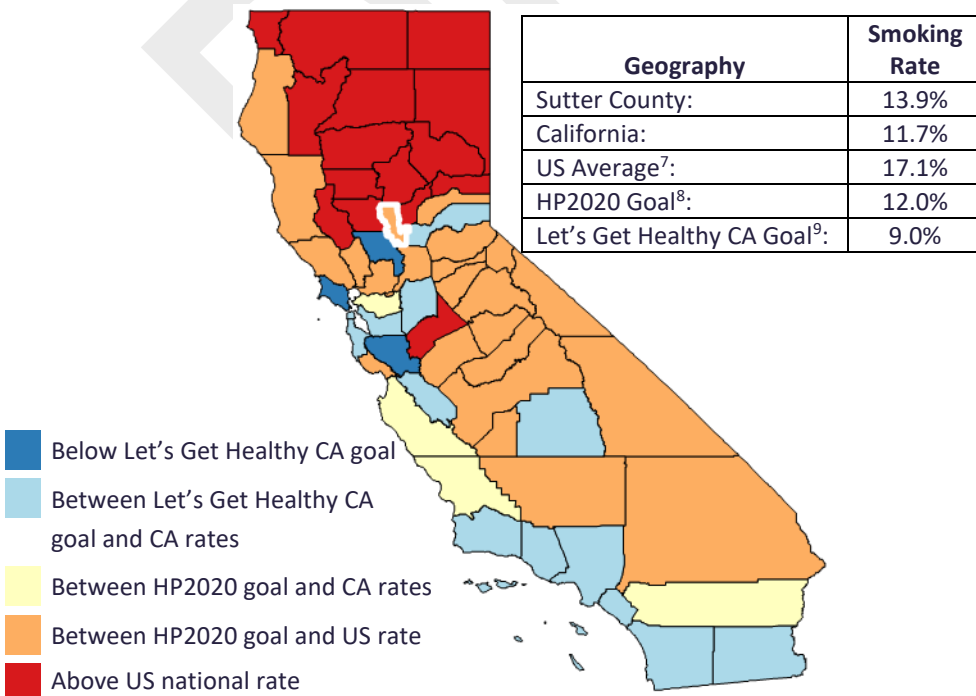 Geography Smoking Rate
Sutter County: 13.9%
California: 11.7%
US Average7: 17.1%
HP2020 Goal8: 12.0%
Let's Get Healthy CA Goal9: 9.0%
Below Let's Get Healthy CA goal
Between Let's Get Healthy CA
goal and CA rates
Between HP2020 goal and CA rates
Between HP2020 goal and US rate
Above US national rate